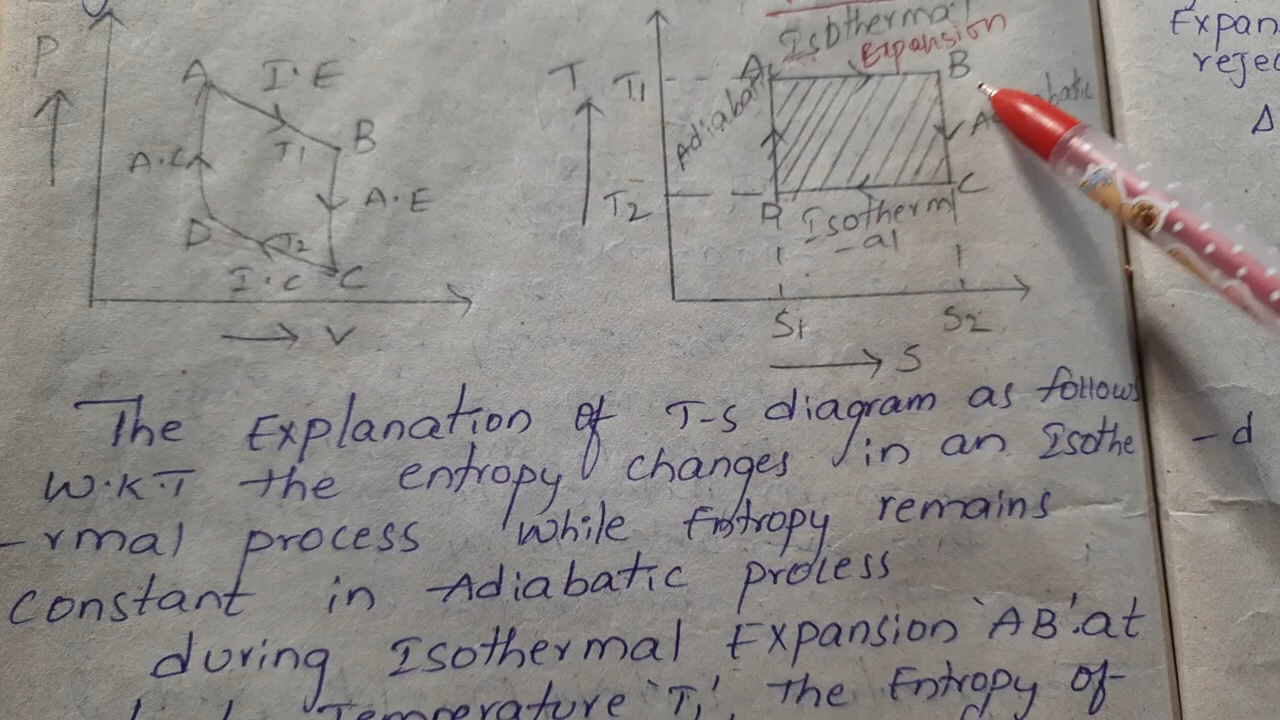 Isothermal
Expansion
P
A
I.E
B
T1
A.C
A.E
D
T2
I.C
C
V
T
T1
A
B
Adiabatic
T2
D
C
Isotherm
-al
S1
S2
S
Expan
rejec
Δ
- d
The Explanation of T-S diagram as follows
W.K.T the entropy changes in an Isothe
-rmal process while Entropy remains
constant in Adiabatic process
during Isothermal Expansion 'AB' at
Temperature 'T1', The Entropy of